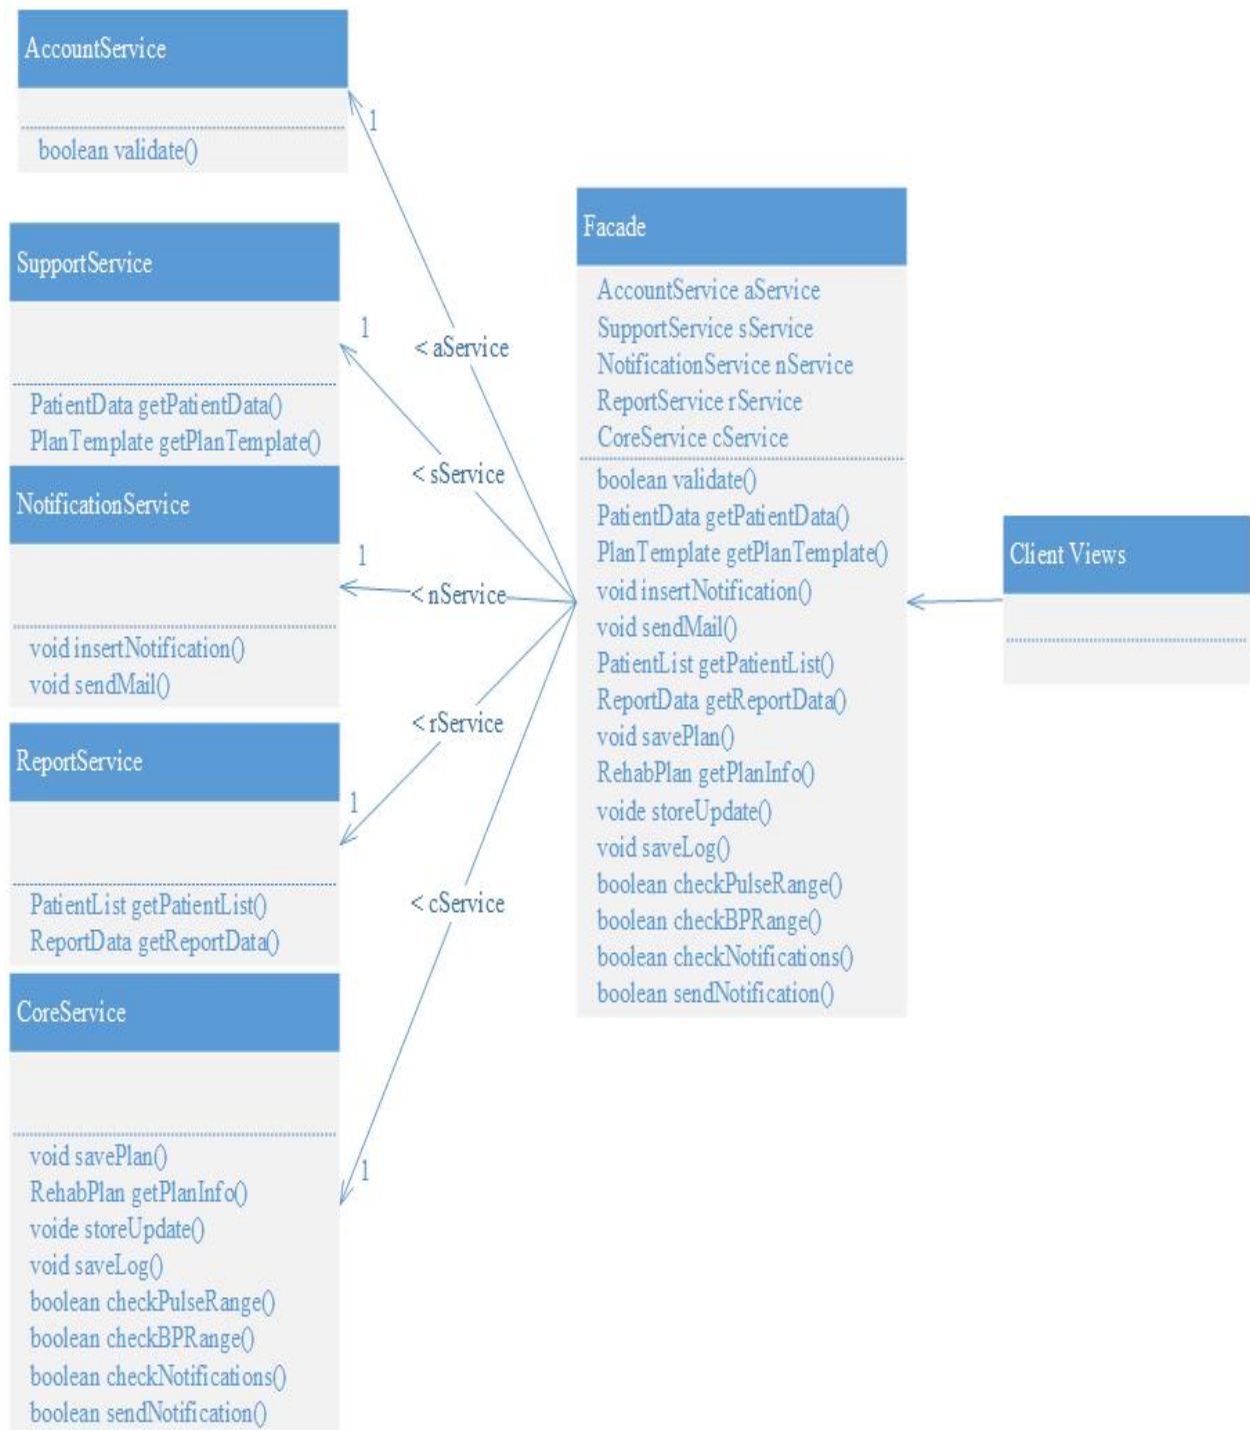 AccountService
boolean validate()
1
SupportService
PatientData getPatientData()
PlanTemplate getPlanTemplate()
1
NotificationService
void insertNotification()
void sendMail()
1
ReportService
PatientList getPatientList()
ReportData getReportData()
1
CoreService
void savePlan()
RehabPlan getPlanInfo()
voide storeUpdate()
void saveLog()
boolean checkPulseRange()
boolean checkBPRange()
boolean checkNotifications()
boolean sendNotification()
1
< aService
< sService
< nService
< rService
< cService
Facade
AccountService aService
SupportService sService
NotificationService nService
ReportService rService
CoreService cService
boolean validate()
PatientData getPatientData()
PlanTemplate getPlanTemplate()
void insertNotification()
void sendMail()
PatientList getPatientList()
ReportData getReportData()
void savePlan()
RehabPlan getPlanInfo()
voide storeUpdate()
void saveLog()
boolean checkPulseRange()
boolean checkBPRange()
boolean checkNotifications()
boolean sendNotification()
Client Views